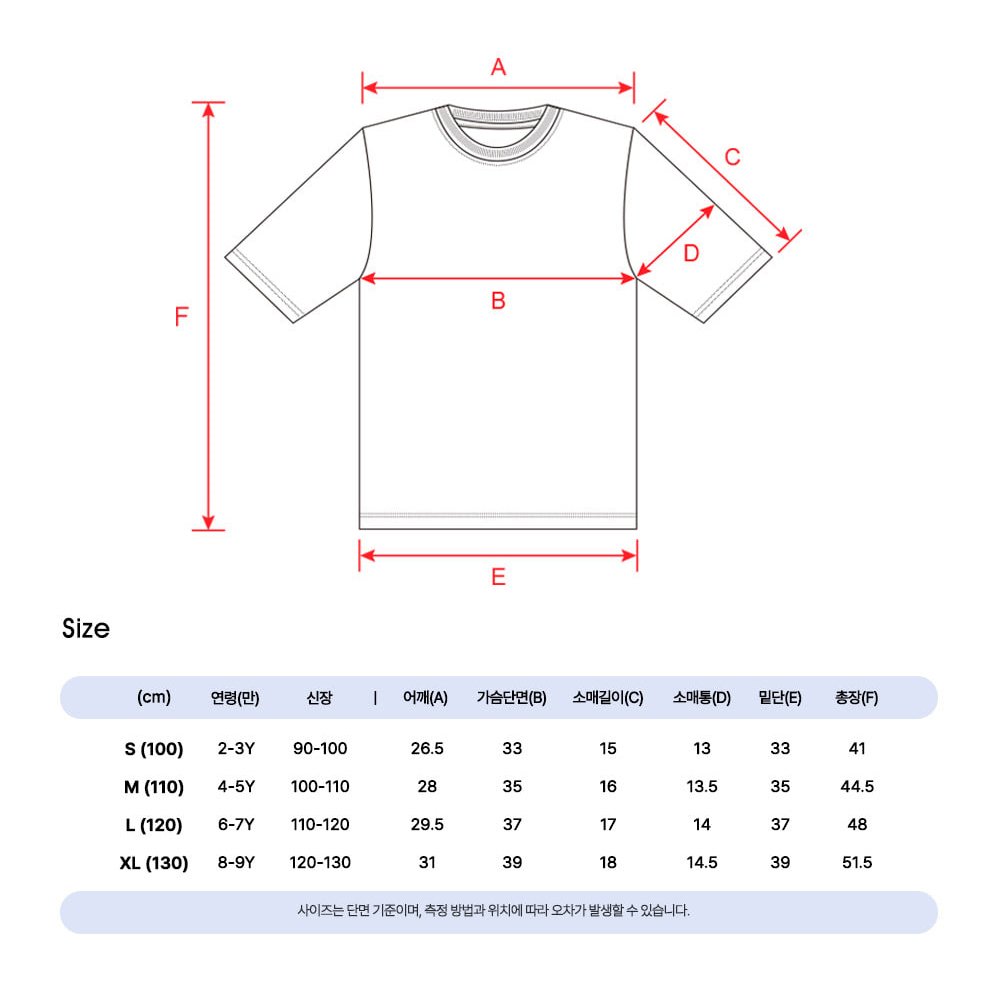 A
C
D
B
F
E
Size
(cm) 연령(만) 신장 | 어깨(A) 가슴단면(B) 소매길이(C) 소매통(D) 밑단(E) 총장(F)
S (100) 2-3Y 90-100 26.5 33 15 13 33 41
M (110) 4-5Y 100-110 28 35 16 13.5 35 44.5
L (120) 6-7Y 110-120 29.5 37 17 14 37 48
XL (130) 8-9Y 120-130 31 39 18 14.5 39 51.5
사이즈는 단면 기준이며, 측정 방법과 위치에 따라 오차가 발생할 수 있습니다.